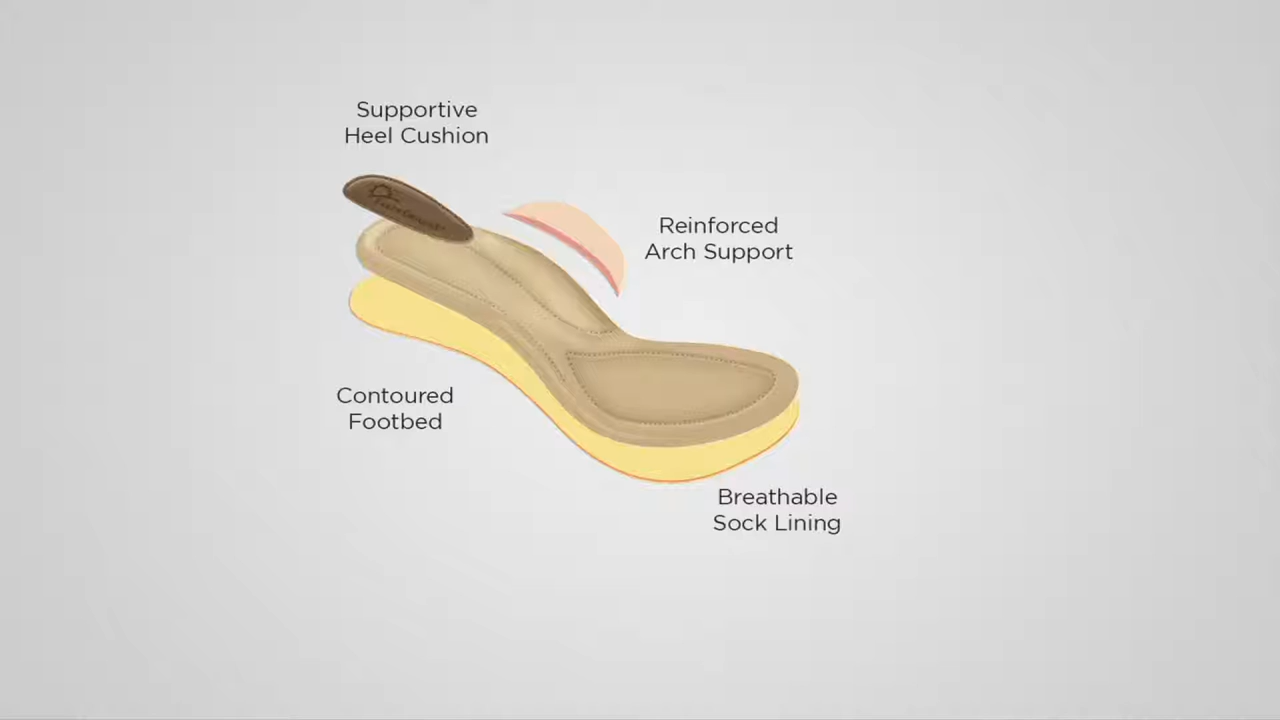 Supportive
Heel Cushion
Reinforced
Arch Support
Contoured
Footbed
Breathable
Sock Lining